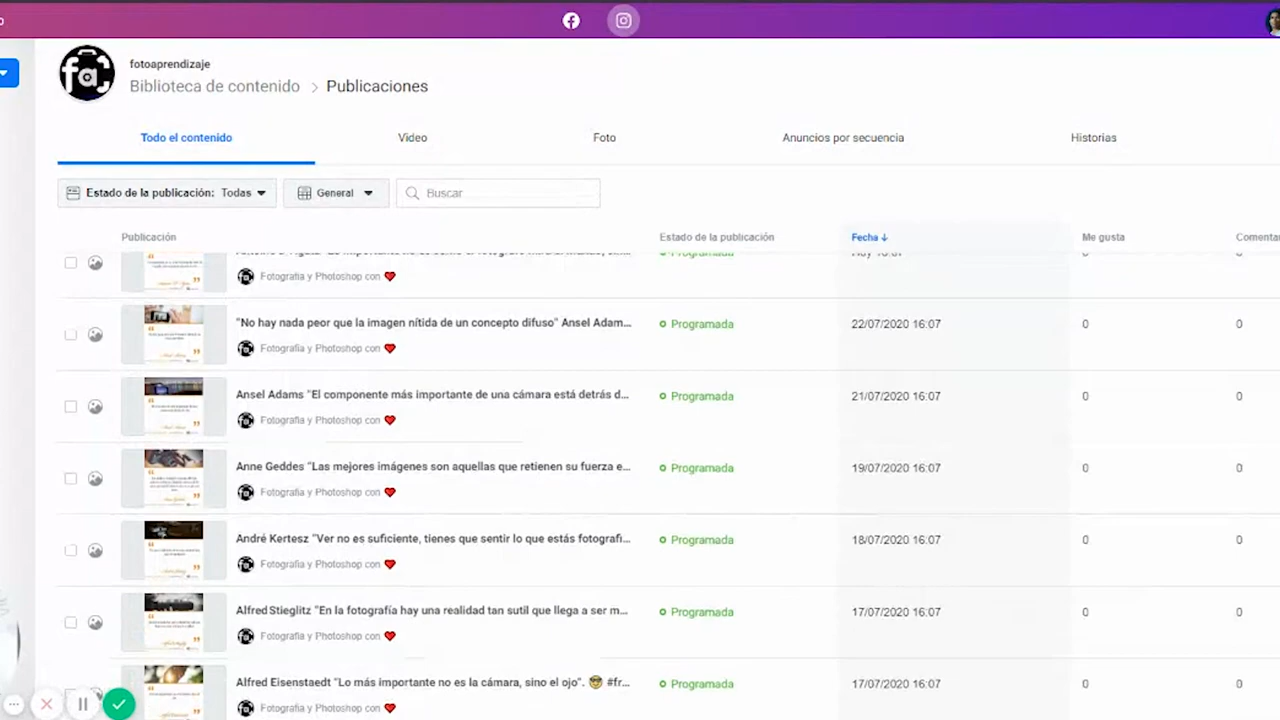 fotoaprendizaje
Biblioteca de contenido > Publicaciones
Todo el contenido Video Foto Anuncios por secuencia Historias
Estado de la publicación: Todas General Buscar
Publicación Estado de la publicación Fecha ↓ Me gusta Comentar
Programada
Fotografía y Photoshop con ❤
"No hay nada peor que la imagen nítida de un concepto difuso" Ansel Adam... Programada 22/07/2020 16:07 0 0
Fotografía y Photoshop con ❤
Ansel Adams "El componente más importante de una cámara está detrás d... Programada 21/07/2020 16:07 0 0
Fotografía y Photoshop con ❤
Anne Geddes "Las mejores imágenes son aquellas que retienen su fuerza e... Programada 19/07/2020 16:07 0 0
Fotografía y Photoshop con ❤
André Kertesz "Ver no es suficiente, tienes que sentir lo que estás fotografi... Programada 18/07/2020 16:07 0 0
Fotografía y Photoshop con ❤
Alfred Stieglitz "En la fotografía hay una realidad tan sutil que llega a ser m... Programada 17/07/2020 16:07 0 0
Fotografía y Photoshop con ❤
Alfred Eisenstaedt "Lo más importante no es la cámara, sino el ojo". 😎 #fr... Programada 17/07/2020 16:07 0 0
Fotografía y Photoshop con ❤